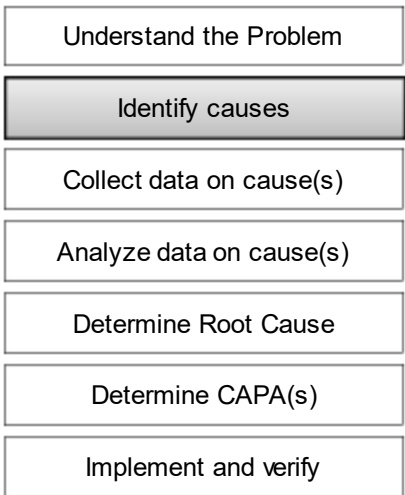 Understand the Problem
Identify causes
Collect data on cause(s)
Analyze data on cause(s)
Determine Root Cause
Determine CAPA(s)
Implement and verify